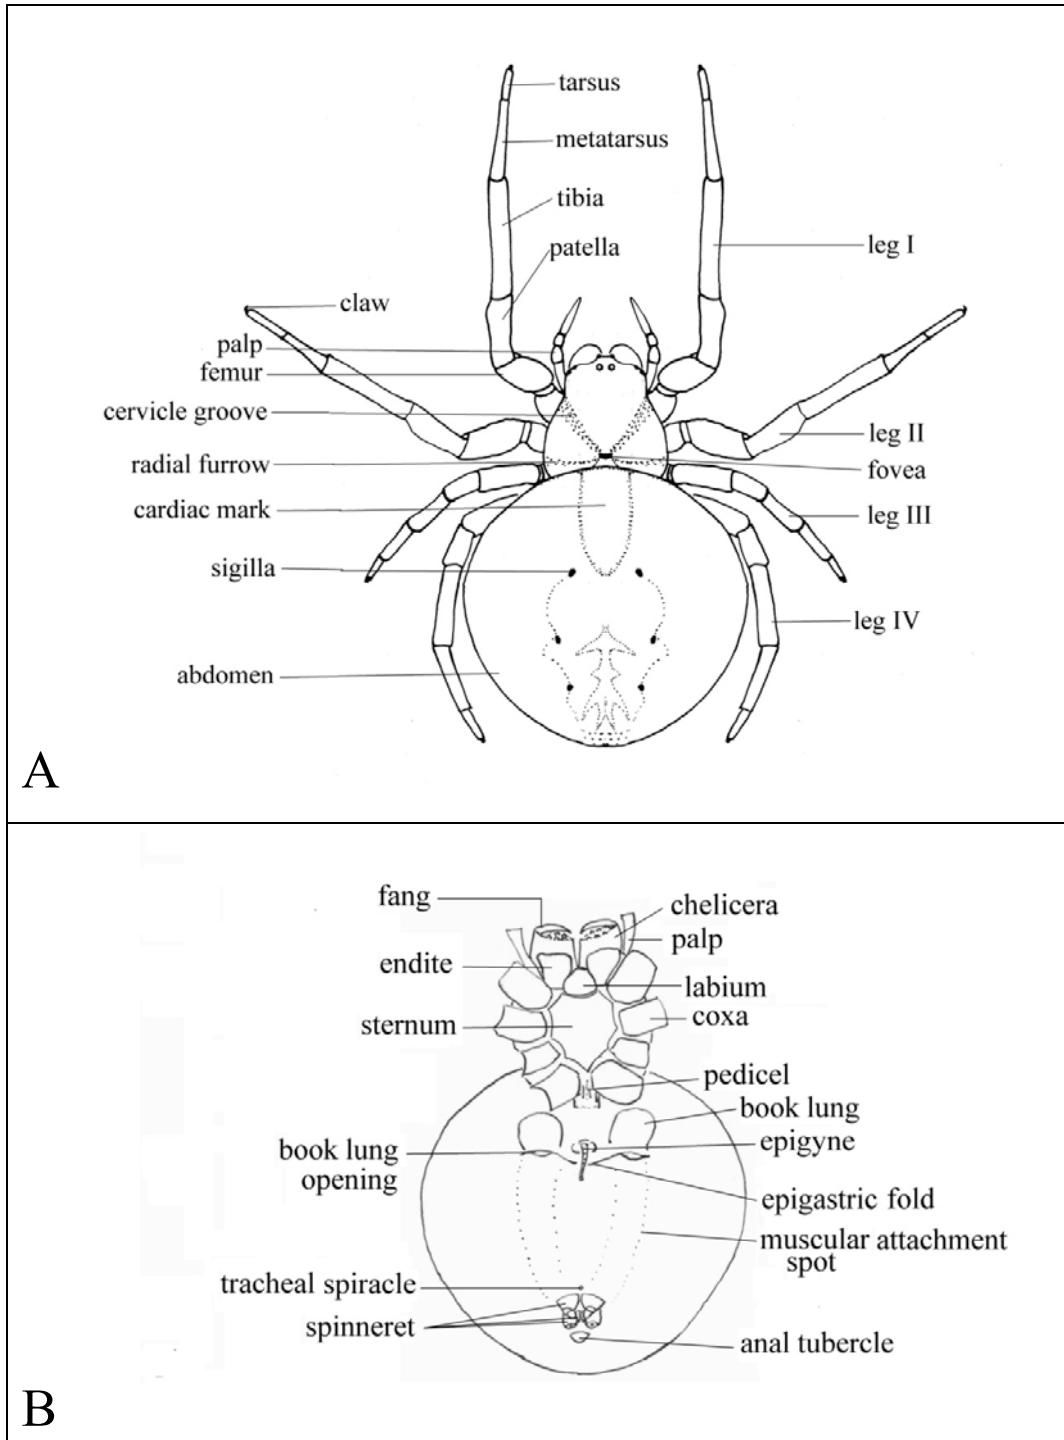 tarsus
metatarsus
tibia
patella
leg I
claw
palp
femur
cervicle groove
leg II
radial furrow
fovea
cardiac mark
leg III
sigilla
leg IV
abdomen
A
fang
chelicera
palp
endite
labium
sternum
coxa
pedicel
book lung
epigyne
book lung
opening
epigastric fold
muscular attachment
spot
tracheal spiracle
spinneret
anal tubercle
B